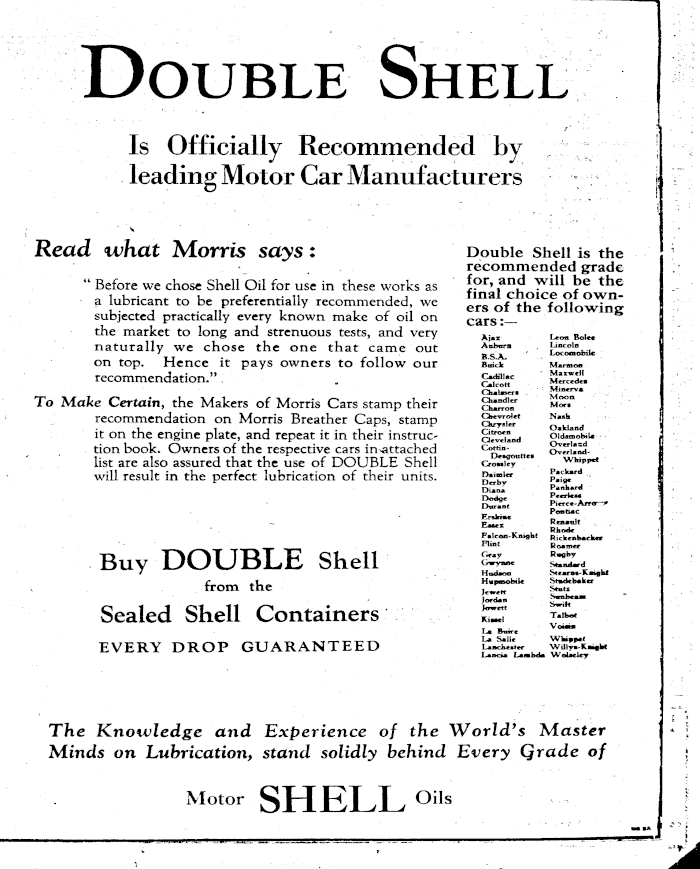 DOUBLE SHELL
Is Officially Recommended by
leading Motor Car Manufacturers
Read what Morris says:
"Before we chose Shell Oil for use in these works as
a lubricant to be preferentially recommended, we
subjected practically every known make of oil on
the market to long and strenuous tests, and very
naturally we chose the one that came out
on top. Hence it pays owners to follow our
recommendation."
To Make Certain, the Makers of Morris Cars stamp their
recommendation on Morris Breather Caps, stamp
it on the engine plate, and repeat it in their instruc-
tion book. Owners of the respective cars in attached
list are also assured that the use of DOUBLE Shell
will result in the perfect lubrication of their units.
Buy DOUBLE Shell
from the
Sealed Shell Containers
EVERY DROP GUARANTEED
Double Shell is the
recommended grade
for, and will be the
final choice of own-
ers of the following
cars:—
Ajax
Auburn
B.S.A.
Buick
Cadillac
Calcott
Chalmers
Chandler
Charron
Chevrolet
Chrysler
Citroen
Cleveland
Cottin-
Desgouttes
Crossley
Daimler
Derby
Diana
Dodge
Durant
Erskine
Essex
Falcon-Knight
Flint
Gray
Gwynne
Hudson
Hupmobile
Jewett
Jordan
Jowett
Kissel
La Buire
La Salle
Lanchester
Lancia Lambda
Leon Bolee
Lincoln
Locomobile
Marmon
Maxwell
Mercedes
Minerva
Moon
Mors
Nash
Oakland
Oldsmobile
Overland
Overland-
Whippet
Packard
Paige
Panhard
Peerless
Pierce-Arro
Pontiac
Renault
Rhode
Rickenbacker
Roamer
Rugby
Standard
Stearns-Knight
Studebaker
Stutz
Sunbeam
Swift
Talbot
Voisin
Whippet
Willys-Knight
Wolseley
The Knowledge and Experience of the World's Master
Minds on Lubrication, stand solidly behind Every Grade of
Motor SHELL Oils